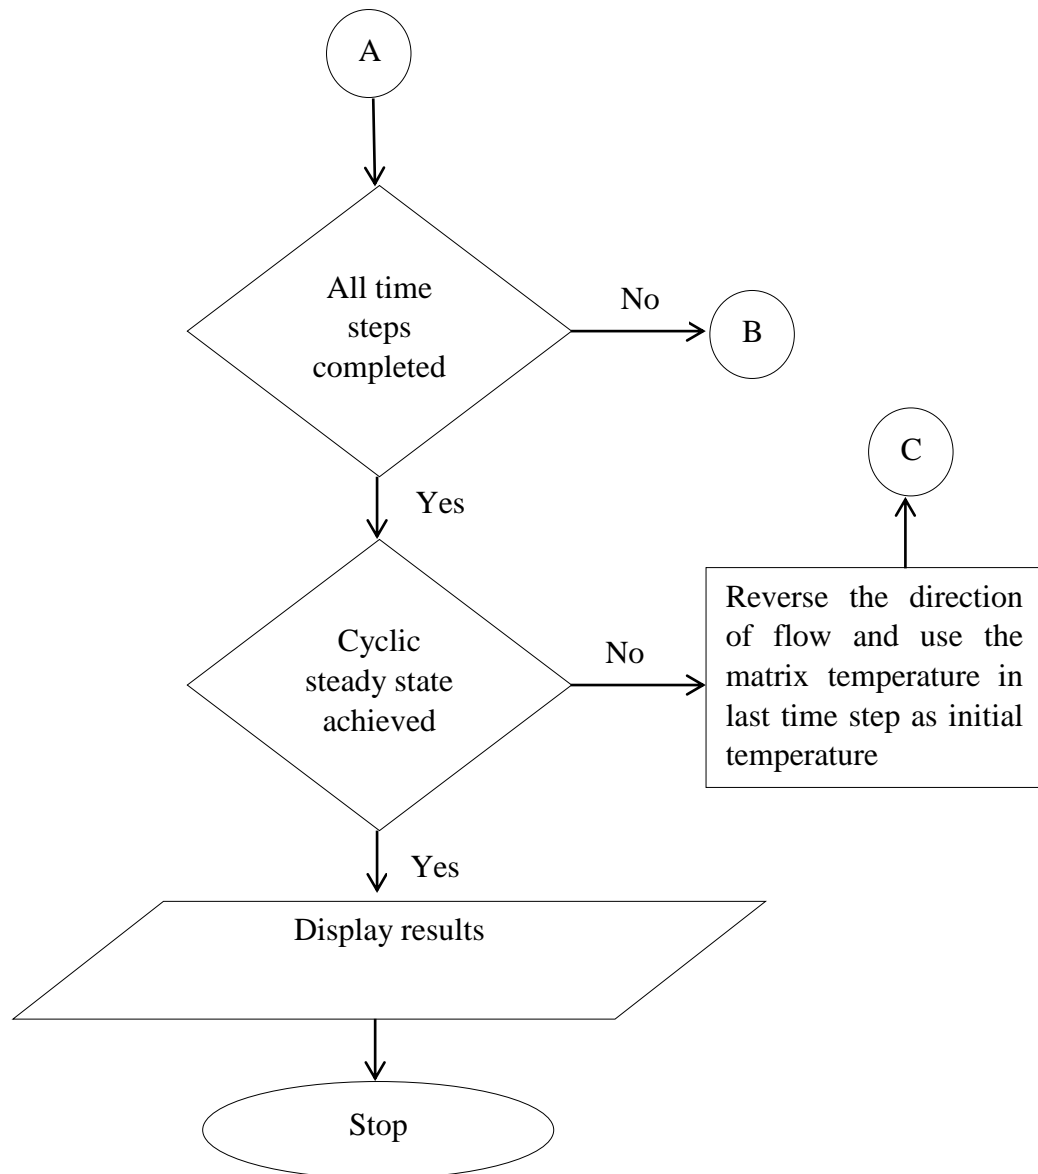 A
All time
steps
completed
No
B
C
Yes
Cyclic
steady state
achieved
No
Reverse the direction
of flow and use the
matrix temperature in
last time step as initial
temperature
Yes
Display results
Stop